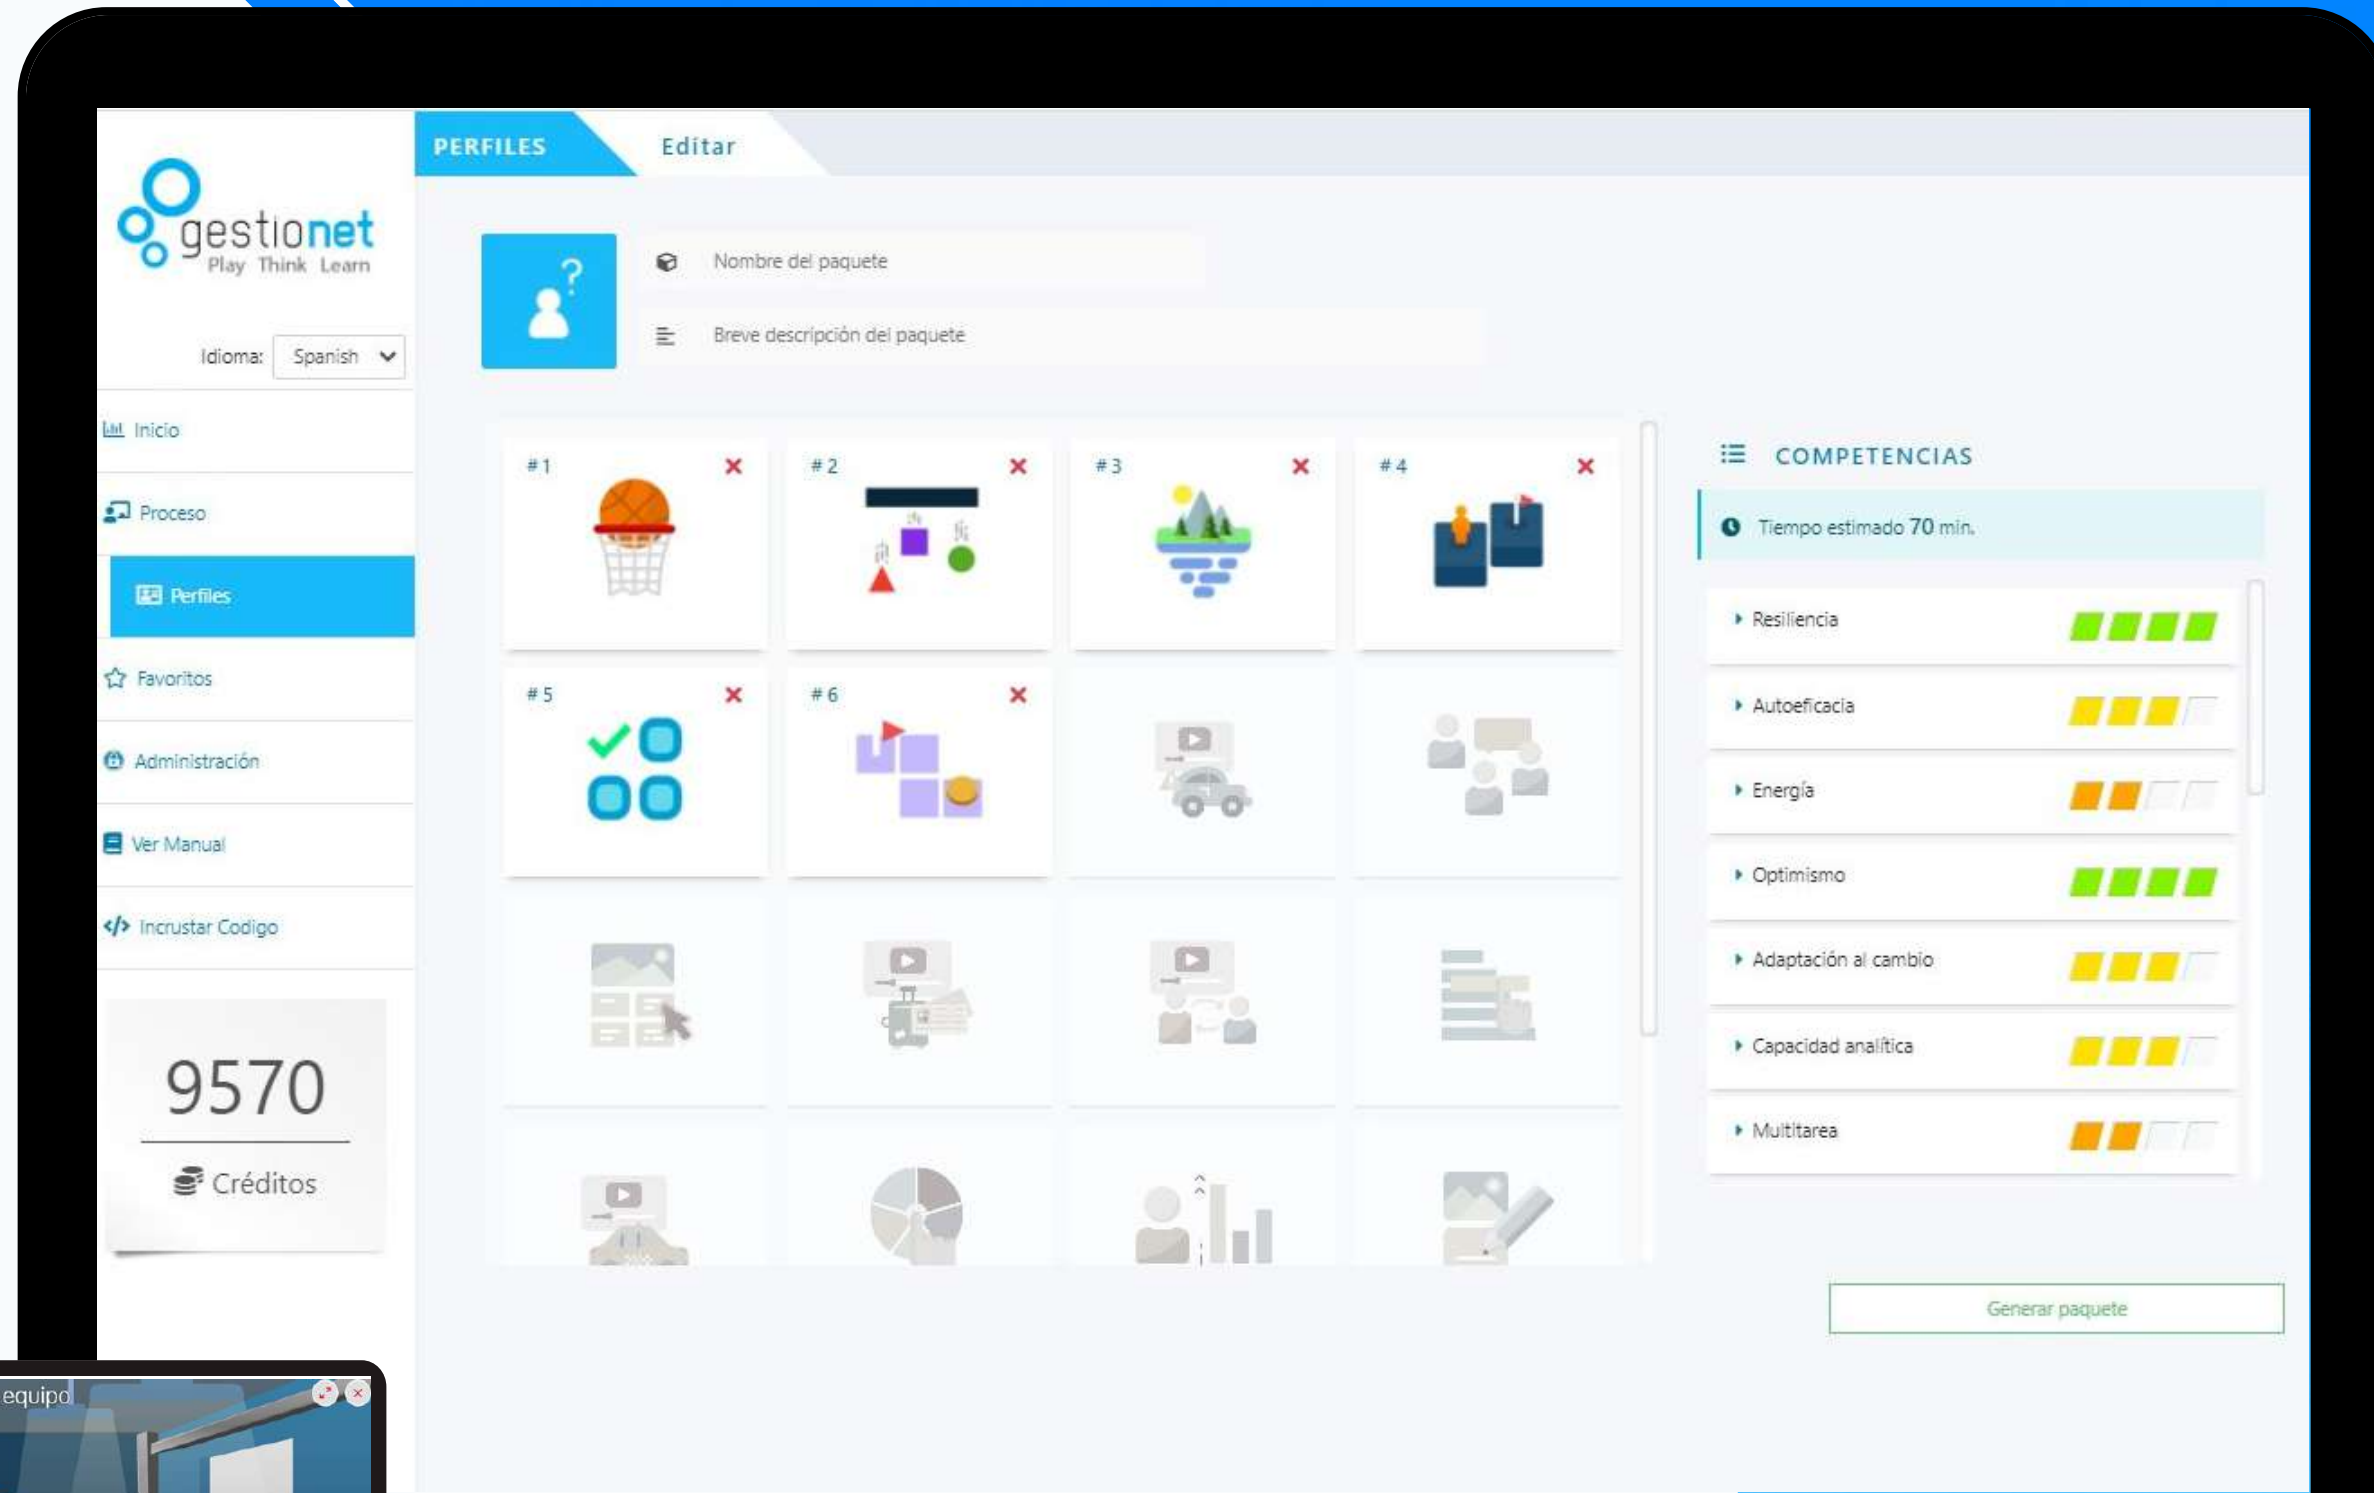 PERFILES
Editar
gestionet
Play Think Learn
Idioma: Spanish
Inicio
Proceso
Perfiles
Favoritos
Administración
Ver Manual
Incrustar Codigo
9570
Créditos
Nombre del paquete
Breve descripción del paquete
#1
#2
#3
#4
#5
#6
COMPETENCIAS
Tiempo estimado 70 min.
Resiliencia
Autoeficacia
Energía
Optimismo
Adaptación al cambio
Capacidad analítica
Multitarea
Generar paquete
equipo